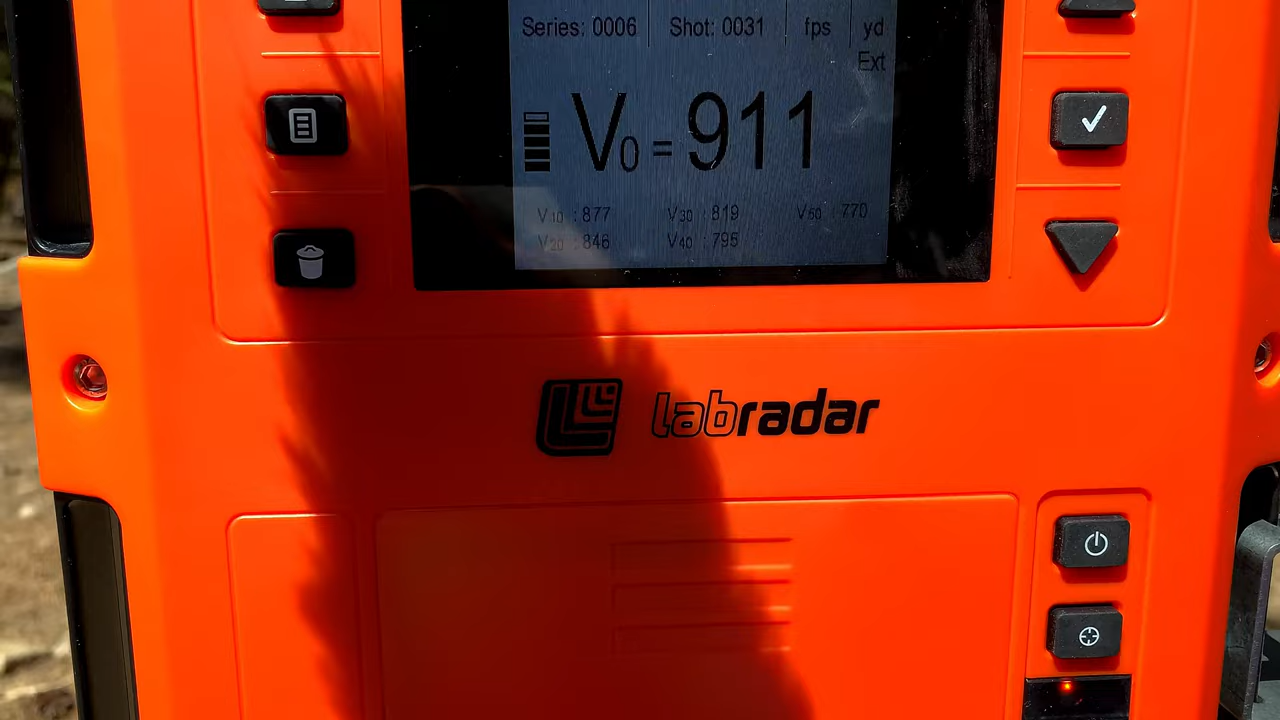 Series: 0006 Shot: 0031 fps yd
Ext
V0 = 911
V10 : 877 V30 : 819 V50 : 770
V20 : 846 V40 : 795
labradar